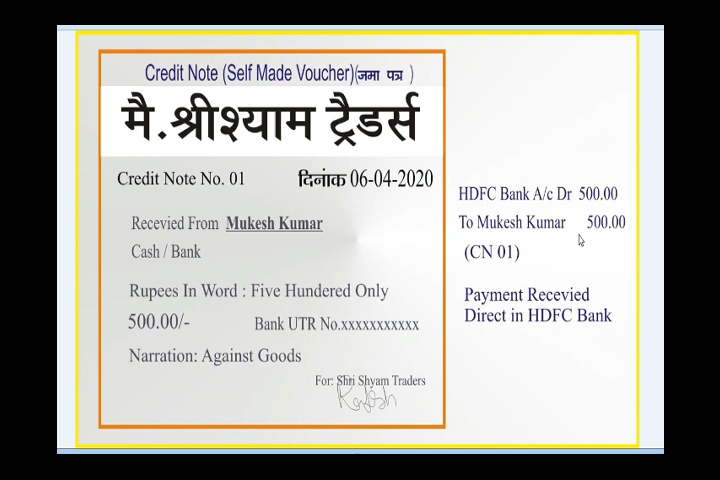 Credit Note (Self Made Voucher)(जमा पत्र )
मै.श्रीश्याम ट्रैडर्स
Credit Note No. 01 दिनांक 06-04-2020
Recevied From Mukesh Kumar
Cash / Bank
Rupees In Word : Five Hundered Only
500.00/- Bank UTR No.xxxxxxxxxxx
Narration: Against Goods
For: Shri Shyam Traders
HDFC Bank A/c Dr 500.00
To Mukesh Kumar 500.00
(CN 01)
Payment Recevied
Direct in HDFC Bank